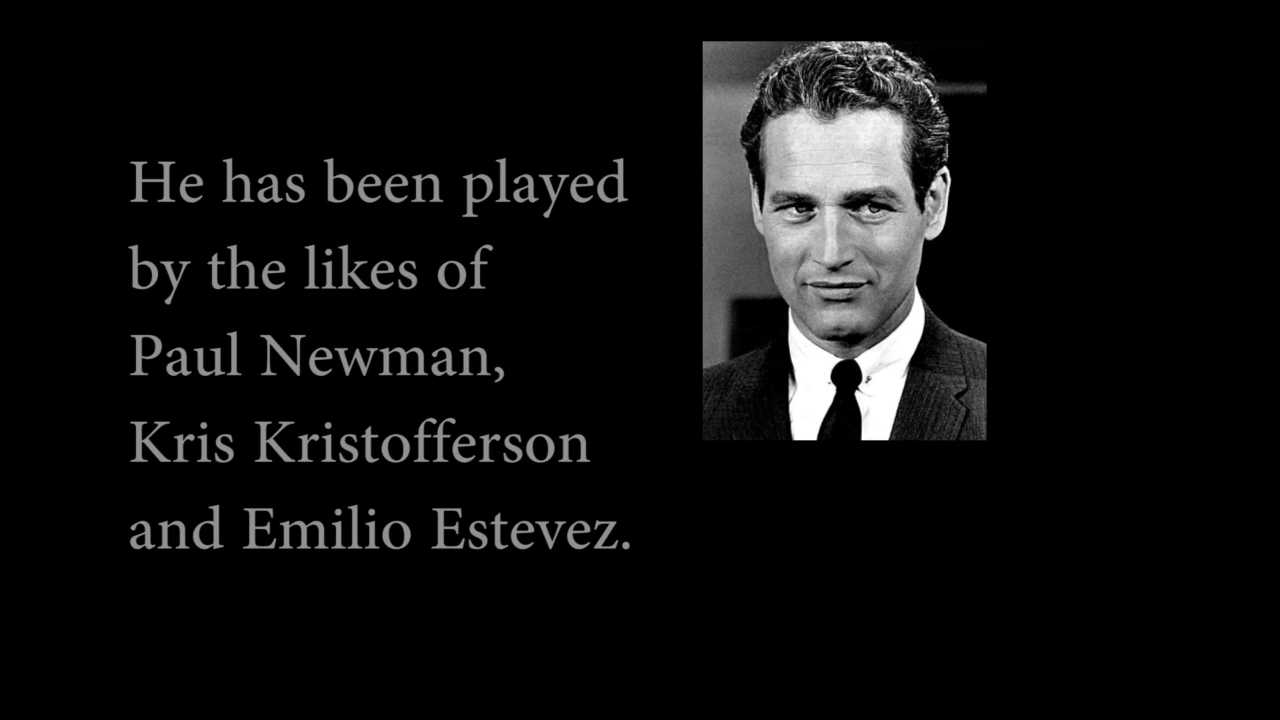 He has been played
by the likes of
Paul Newman,
Kris Kristofferson
and Emilio Estevez.